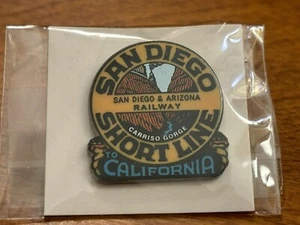 SAN DIEGO
SAN DIEGO & ARIZONA
RAILWAY
CARRISO GORGE
SHORT LINE
TO
CALIFORNIA